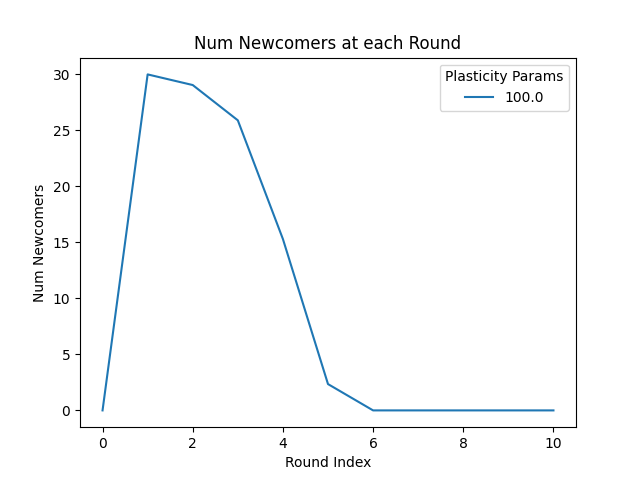 Num Newcomers at each Round
Plasticity Params
100.0
30
25
20
15
10
5
0
Num Newcomers
0 2 4 6 8 10
Round Index